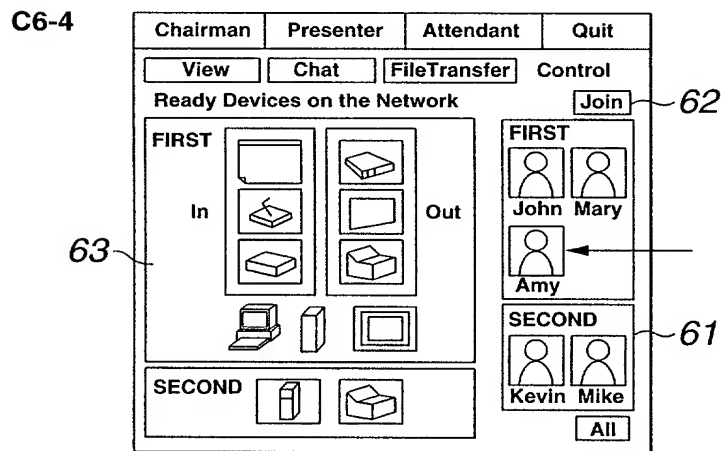 C6-4
Chairman Presenter Attendant Quit
View Chat FileTransfer Control
Ready Devices on the Network
Join 62
FIRST
In
Out
63
FIRST
John Mary
Amy
SECOND
61
Kevin Mike
SECOND
All